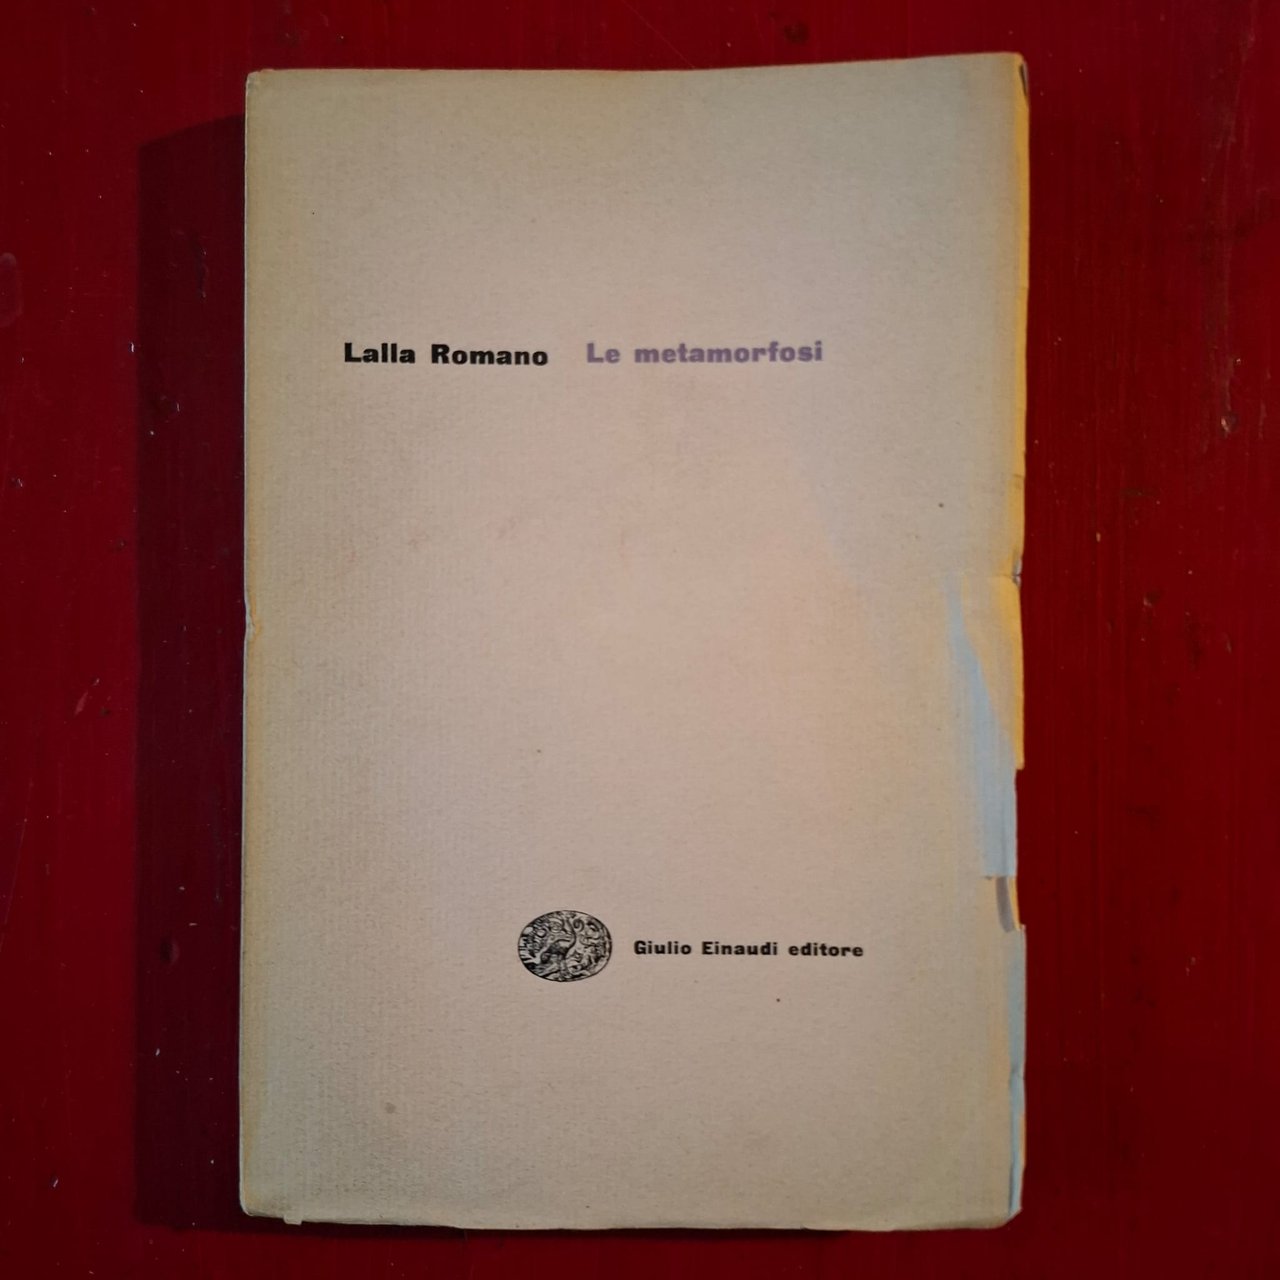 Lalla Romano Le metamorfosi
Giulio Einaudi editore